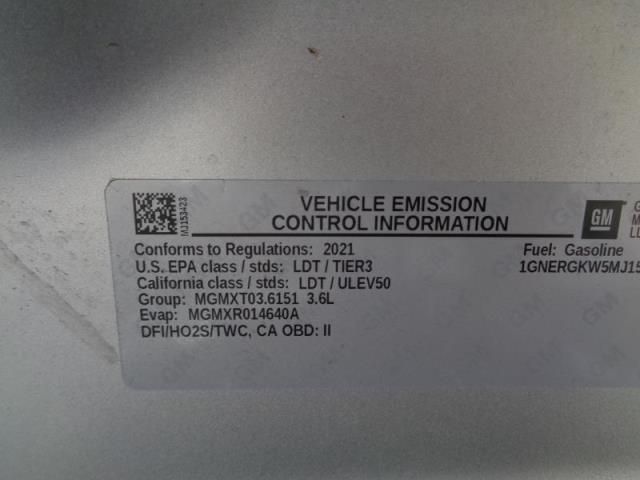 VEHICLE EMISSION
CONTROL INFORMATION
MJ153423
GM
Conforms to Regulations: 2021
U.S. EPA class / stds: LDT / TIER3
California class / stds: LDT / ULEV50
Group: MGMXT03.6151 3.6L
Evap: MGMXR014640A
DFI/HO2S/TWC, CA OBD: II
Fuel: Gasoline
1GNERGKW5MJ15